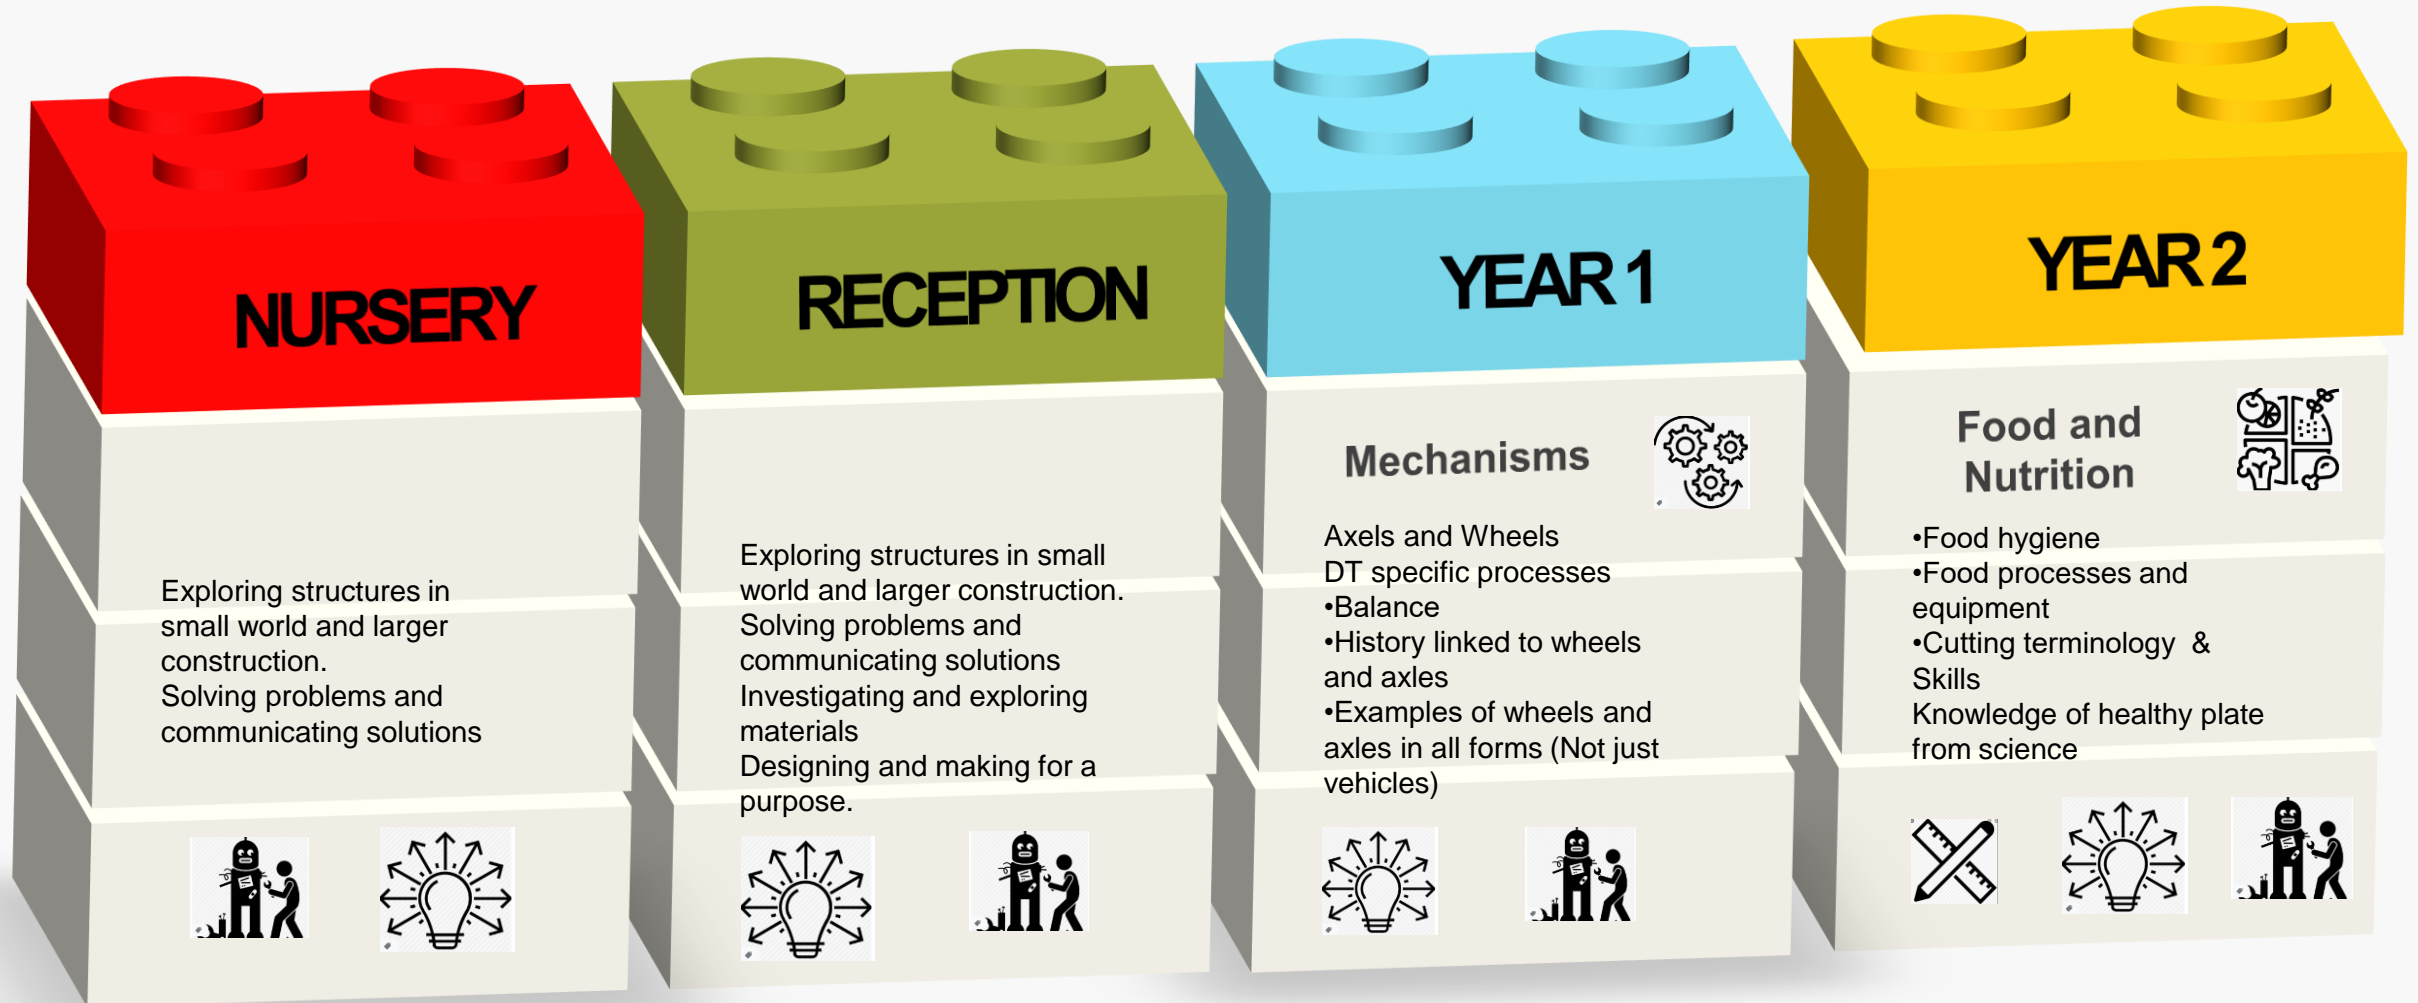 NURSERY
Exploring structures in
small world and larger
construction.
Solving problems and
communicating solutions
RECEPTION
Exploring structures in small
world and larger construction.
Solving problems and
communicating solutions
Investigating and exploring
materials
Designing and making for a
purpose.
YEAR 1
Mechanisms
Axels and Wheels
DT specific processes
•Balance
•History linked to wheels
and axles
•Examples of wheels and
axles in all forms (Not just
vehicles)
YEAR 2
Food and
Nutrition
•Food hygiene
•Food processes and
equipment
•Cutting terminology  &
Skills
Knowledge of healthy plate
from science